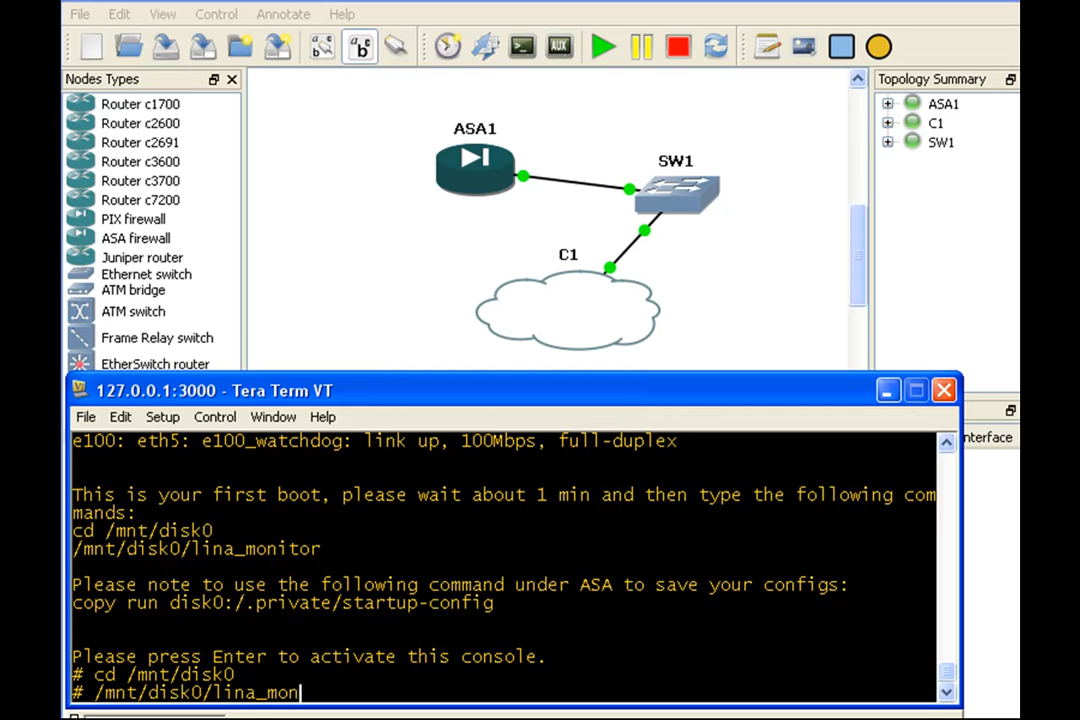 File Edit View Control Annotate Help
a b c
a b c
AUX
Nodes Types
Topology Summary
Router c1700
Router c2600
Router c2691
Router c3600
Router c3700
Router c7200
PIX firewall
ASA firewall
Juniper router
Ethernet switch
ATM bridge
ATM switch
Frame Relay switch
EtherSwitch router
ASA1
SW1
C1
ASA1
C1
SW1
nterface
127.0.0.1:3000 - Tera Term VT
File Edit Setup Control Window Help
e100: eth5: e100_watchdog: link up, 100Mbps, full-duplex
This is your first boot, please wait about 1 min and then type the following com
mands:
cd /mnt/disk0
/mnt/disk0/lina_monitor
Please note to use the following command under ASA to save your configs:
copy run disk0:/.private/startup-config
Please press Enter to activate this console.
# cd /mnt/disk0
# /mnt/disk0/lina_mon